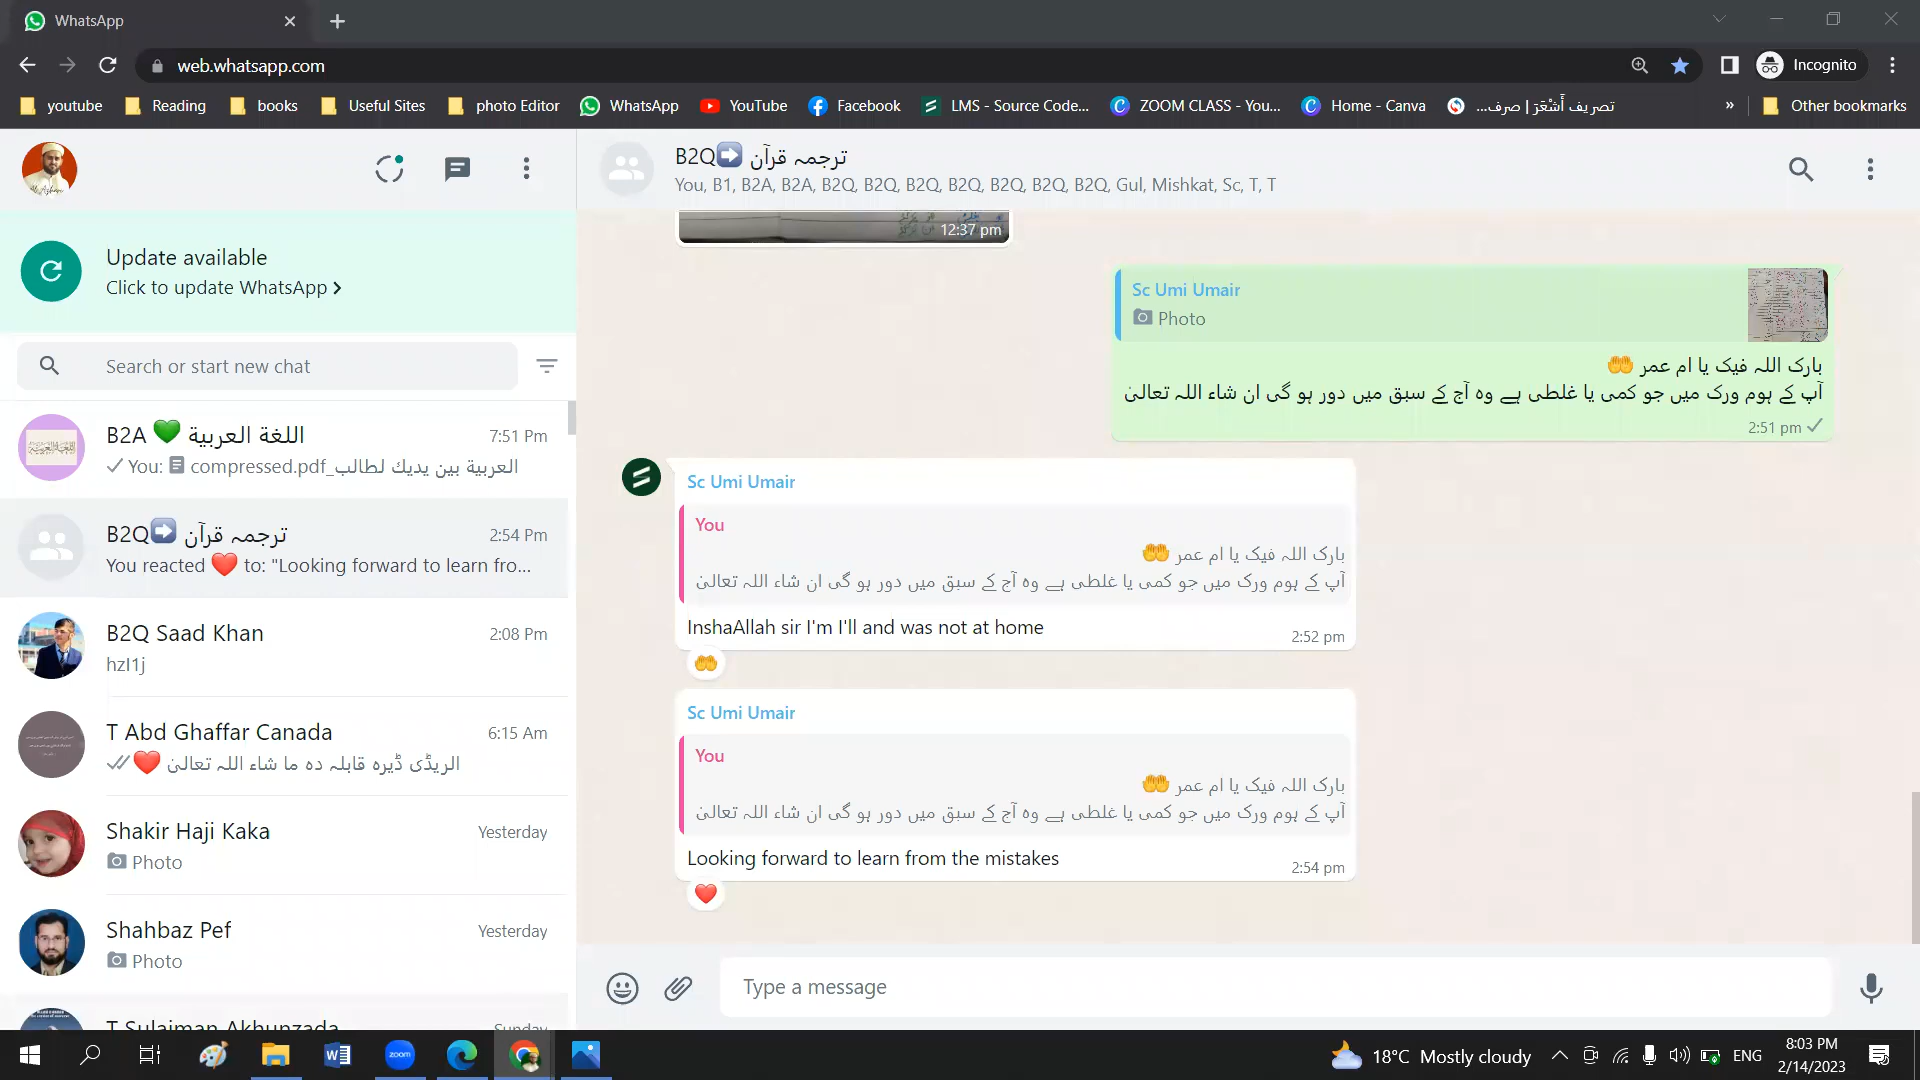 WhatsApp
web.whatsapp.com
Incognito
youtube
Reading
books
Useful Sites
photo Editor
WhatsApp
YouTube
Facebook
LMS - Source Code...
ZOOM CLASS - You...
Home - Canva
تصريف أَشْعَرَ | صرف...
»
Other bookmarks
Update available
Click to update WhatsApp
Search or start new chat
B2A 💚 اللغة العربية
7:51 Pm
You: العربية بين يديك لطالب_compressed.pdf
B2Q➡️ ترجمہ قرآن
2:54 Pm
You reacted ❤️ to: "Looking forward to learn fro...
B2Q Saad Khan
2:08 Pm
hzI1j
T Abd Ghaffar Canada
6:15 Am
❤️ الریڈی ڈیرہ قابلہ دہ ما شاء اللہ تعالیٰ
Shakir Haji Kaka
Yesterday
Photo
Shahbaz Pef
Yesterday
Photo
T Sulaiman Akhunzada
Sunday
B2Q➡️ ترجمہ قرآن
You, B1, B2A, B2A, B2Q, B2Q, B2Q, B2Q, B2Q, B2Q, B2Q, Gul, Mishkat, Sc, T, T
12:37 pm
Sc Umi Umair
Photo
بارک اللہ فیک یا ام عمر 🤲
آپ کے ہوم ورک میں جو کمی یا غلطی ہے وہ آج کے سبق میں دور ہو گی ان شاء اللہ تعالیٰ
2:51 pm
Sc Umi Umair
You
بارک اللہ فیک یا ام عمر 🤲
آپ کے ہوم ورک میں جو کمی یا غلطی ہے وہ آج کے سبق میں دور ہو گی ان شاء اللہ تعالیٰ
InshaAllah sir I'm I'll and was not at home
2:52 pm
Sc Umi Umair
You
بارک اللہ فیک یا ام عمر 🤲
آپ کے ہوم ورک میں جو کمی یا غلطی ہے وہ آج کے سبق میں دور ہو گی ان شاء اللہ تعالیٰ
Looking forward to learn from the mistakes
2:54 pm
Type a message
18°C Mostly cloudy
ENG
8:03 PM
2/14/2023